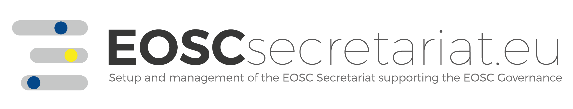 EOSCsecretariat.eu
Setup and management of the EOSC Secretariat supporting the EOSC Governance